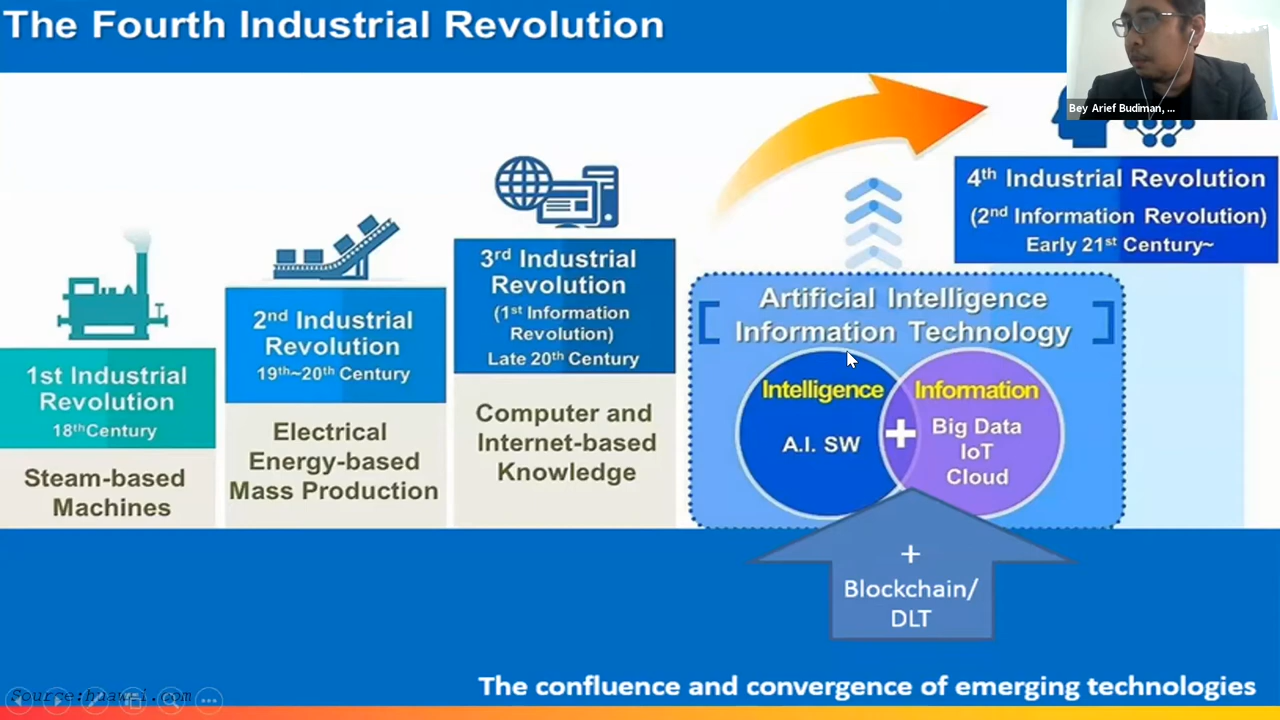 The Fourth Industrial Revolution
Bey Arief Budiman, ...
1st Industrial
Revolution
18thCentury
Steam-based
Machines
2nd Industrial
Revolution
19th~20th Century
Electrical
Energy-based
Mass Production
3rd Industrial
Revolution
(1st Information
Revolution)
Late 20th Century
Computer and
Internet-based
Knowledge
4th Industrial Revolution
(2nd Information Revolution)
Early 21st Century~
Artificial Intelligence
Information Technology
Intelligence
A.I. SW
+
Information
Big Data
IoT
Cloud
+
Blockchain/
DLT
Source:huawei.com
The confluence and convergence of emerging technologies